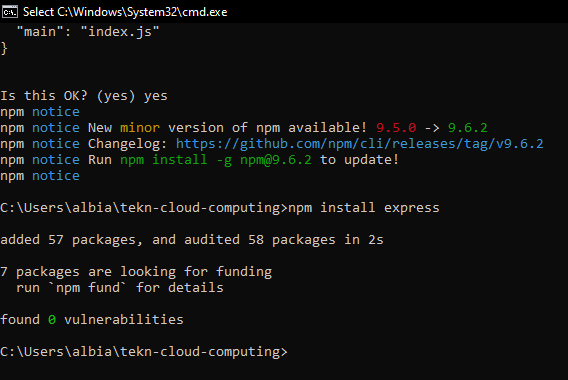 Select C:\Windows\System32\cmd.exe
"main": "index.js"
}
Is this OK? (yes) yes
npm notice
npm notice New minor version of npm available! 9.5.0 -> 9.6.2
npm notice Changelog: https://github.com/npm/cli/releases/tag/v9.6.2
npm notice Run npm install -g npm@9.6.2 to update!
npm notice
C:\Users\albia\tekn-cloud-computing>npm install express
added 57 packages, and audited 58 packages in 2s
7 packages are looking for funding
run `npm fund` for details
found 0 vulnerabilities
C:\Users\albia\tekn-cloud-computing>